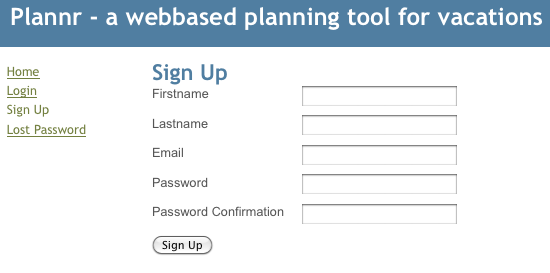 Plannr - a webbased planning tool for vacations
Home
Login
Sign Up
Lost Password
Sign Up
Firstname
Lastname
Email
Password
Password Confirmation
Sign Up